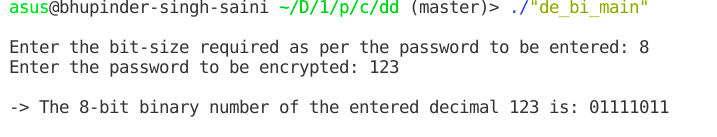 asus@bhupinder-singh-saini ~/D/1/p/c/dd (master)> ./"de_bi_main"
Enter the bit-size required as per the password to be entered: 8
Enter the password to be encrypted: 123
-> The 8-bit binary number of the entered decimal 123 is: 01111011